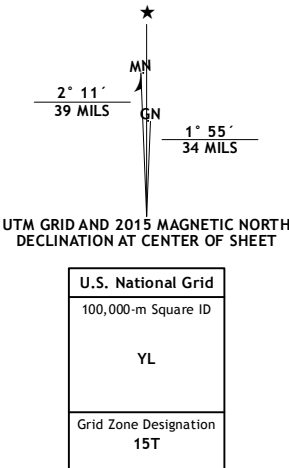 ★
MN
2° 11´
39 MILS
GN
1° 55´
34 MILS
UTM GRID AND 2015 MAGNETIC NORTH
DECLINATION AT CENTER OF SHEET
U.S. National Grid
100,000-m Square ID
YL
Grid Zone Designation
15T